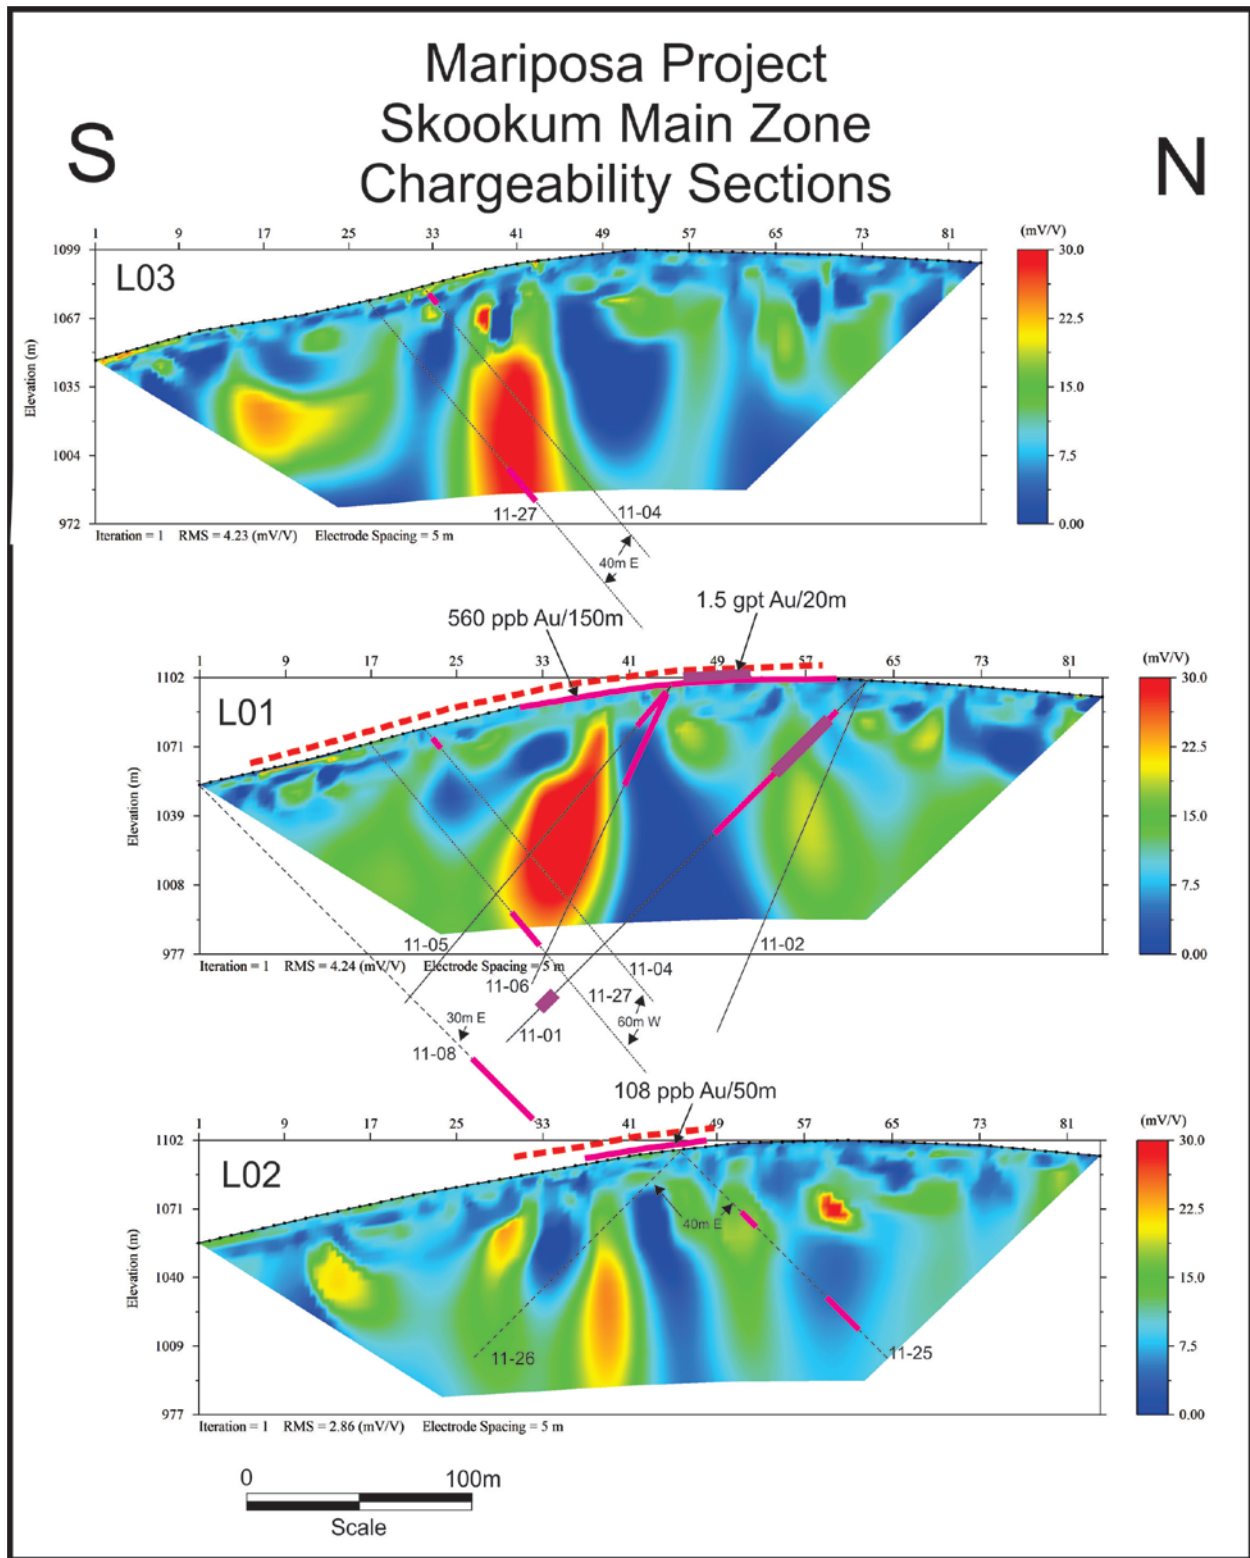 Mariposa Project
Skookum Main Zone
Chargeability Sections
S
N
1 9 17 25 33 41 49 57 65 73 81
(mV/V)
L03
Elevation (m)
1099
1067
1035
1004
972
30.0
22.5
15.0
7.5
0.00
11-27
11-04
40m E
Iteration = 1 RMS = 4.23 (mV/V) Electrode Spacing = 5 m
560 ppb Au/150m
1.5 gpt Au/20m
1 9 17 25 33 41 49 57 65 73 81
(mV/V)
L01
Elevation (m)
1102
1071
1039
1008
977
30.0
22.5
15.0
7.5
0.00
11-05
11-02
Iteration = 1 RMS = 4.24 (mV/V) Electrode Spacing = 5 m
11-04
11-06
11-27
30m E
60m W
11-01
11-08
108 ppb Au/50m
1 9 17 25 33 41 49 57 65 73 81
(mV/V)
L02
Elevation (m)
1102
1071
1040
1009
977
30.0
22.5
15.0
7.5
0.00
40m E
11-26
11-25
Iteration = 1 RMS = 2.86 (mV/V) Electrode Spacing = 5 m
0 100m
Scale